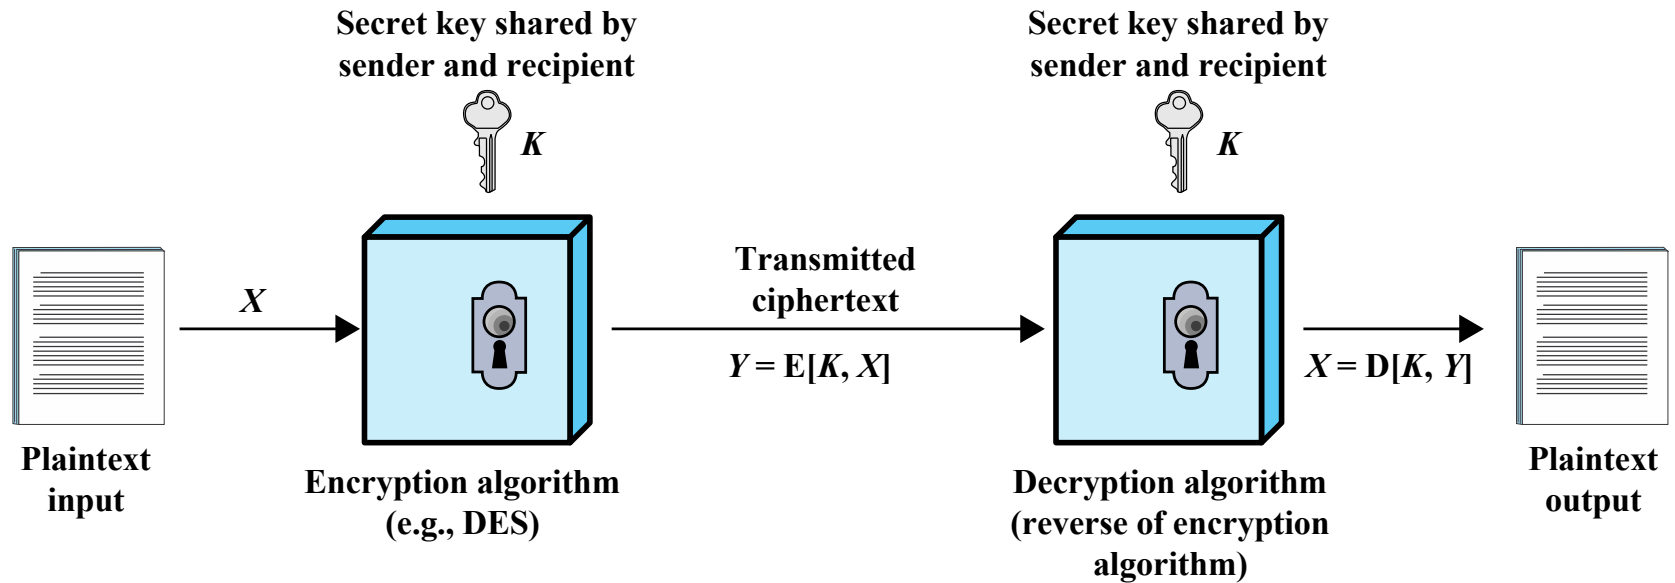 Secret key shared by
sender and recipient
K
Secret key shared by
sender and recipient
K
Plaintext
input
X
Encryption algorithm
(e.g., DES)
Transmitted
ciphertext
Y = E[K, X]
Decryption algorithm
(reverse of encryption
algorithm)
X = D[K, Y]
Plaintext
output